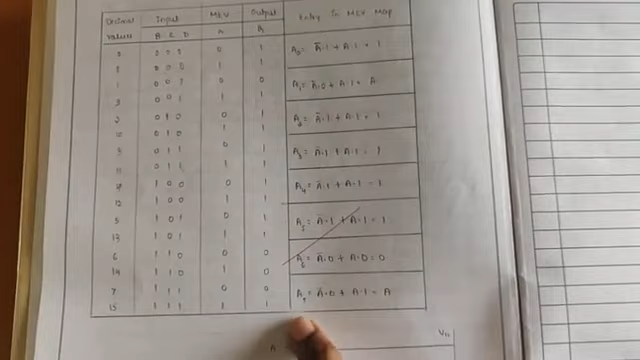 Decimal Input MEV Output Entry In MEV Map
Values B C D A
0 0 0 0 1 A₀ = A̅·1 + A·1 = 1
8 0 0 0 1 1
1 0 0 1 0 0 A₁ = A̅·0 + A·1 = A
9 0 0 1 1 1
2 0 1 0 0 1 A₂ = A̅·1 + A·1 = 1
10 0 1 0 1 1
3 0 1 1 0 1 A₃ = A̅·1 + A·1 = 1
11 0 1 1 1 1
4 1 0 0 0 1 A₄ = A̅·1 + A·1 = 1
12 1 0 0 1 1
5 1 0 1 0 1 A₅ = A̅·1 + A·1 = 1
13 1 0 1 1 1
6 1 1 0 0 0 A₆ = A̅·0 + A·0 = 0
14 1 1 0 1 0
7 1 1 1 0 0 A₇ = A̅·0 + A·1 = A
15 1 1 1 1 1
A